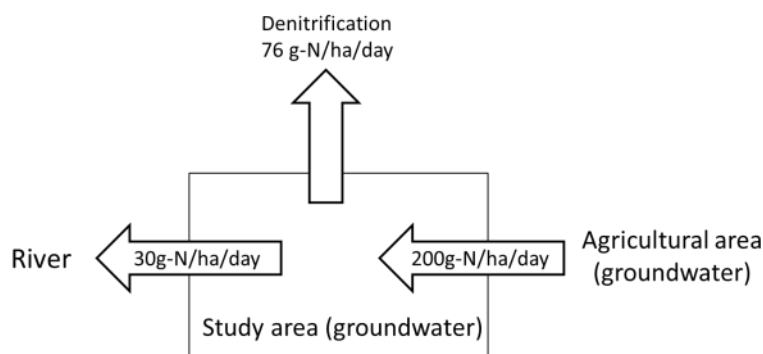 Denitrification
76 g-N/ha/day
River
30g-N/ha/day
200g-N/ha/day
Agricultural area
(groundwater)
Study area (groundwater)